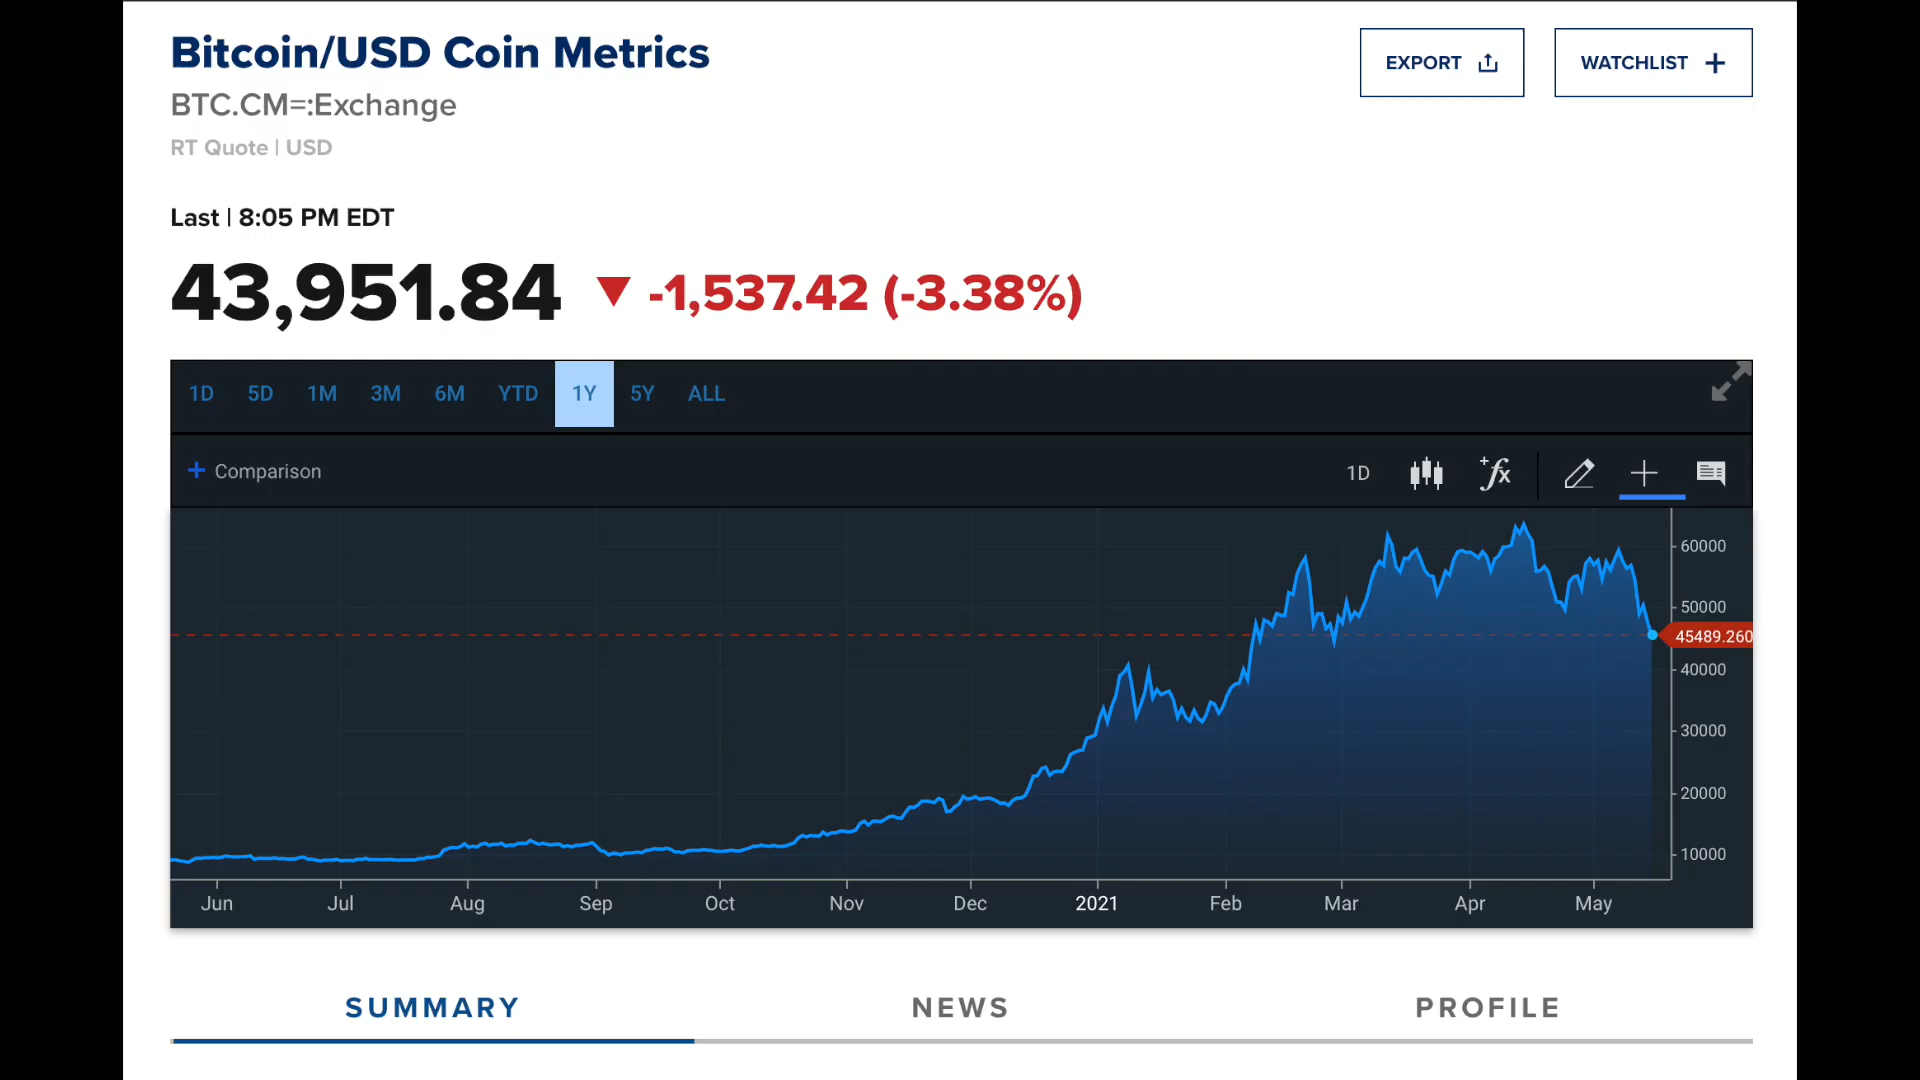 Bitcoin/USD Coin Metrics
EXPORT
WATCHLIST +
BTC.CM=:Exchange
RT Quote | USD
Last | 8:05 PM EDT
43,951.84 ▼ -1,537.42 (-3.38%)
1D 5D 1M 3M 6M YTD 1Y 5Y ALL
+ Comparison
1D
+fx
60000
50000
45489.260
40000
30000
20000
10000
Jun Jul Aug Sep Oct Nov Dec 2021 Feb Mar Apr May
SUMMARY NEWS PROFILE